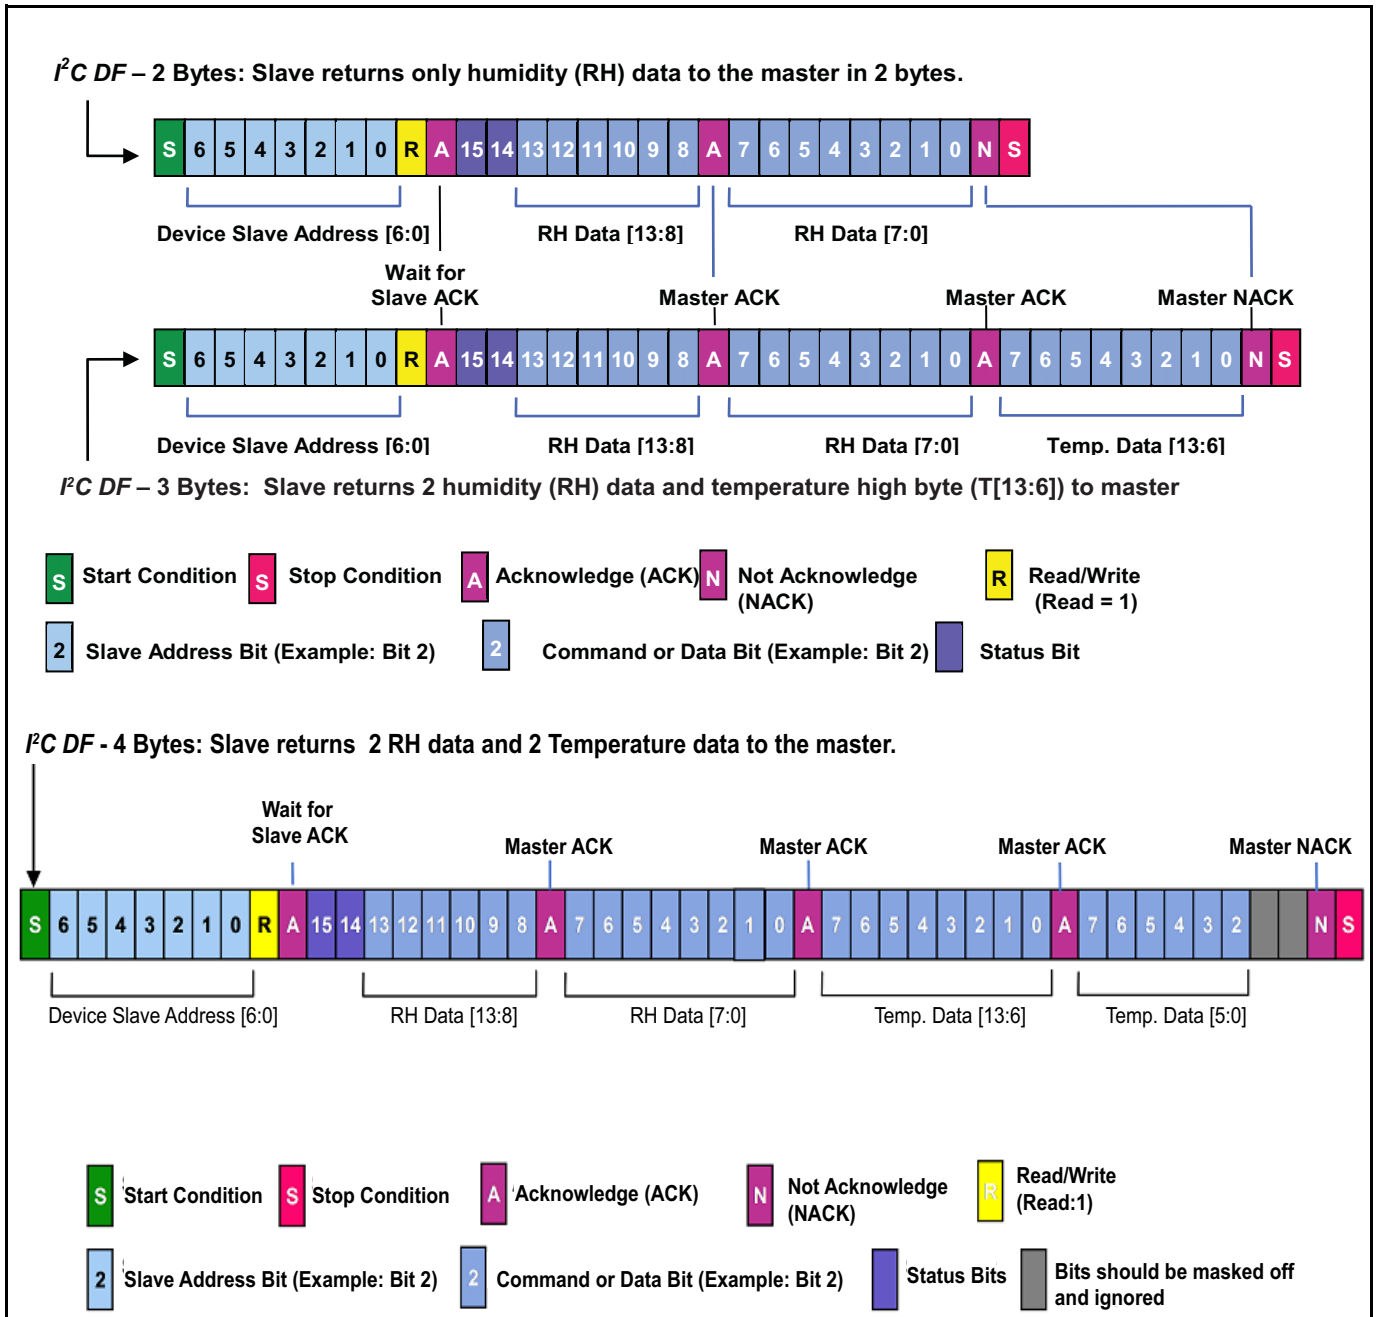 I²C DF – 2 Bytes: Slave returns only humidity (RH) data to the master in 2 bytes.
S 6 5 4 3 2 1 0 R A 15 14 13 12 11 10 9 8 A 7 6 5 4 3 2 1 0 N S
Device Slave Address [6:0] RH Data [13:8] RH Data [7:0]
Wait for
Slave ACK Master ACK Master ACK Master NACK
S 6 5 4 3 2 1 0 R A 15 14 13 12 11 10 9 8 A 7 6 5 4 3 2 1 0 A 7 6 5 4 3 2 1 0 N S
Device Slave Address [6:0] RH Data [13:8] RH Data [7:0] Temp. Data [13:6]
I²C DF – 3 Bytes: Slave returns 2 humidity (RH) data and temperature high byte (T[13:6]) to master
S Start Condition S Stop Condition A Acknowledge (ACK) N Not Acknowledge R Read/Write
(NACK) (Read = 1)
2 Slave Address Bit (Example: Bit 2) 2 Command or Data Bit (Example: Bit 2) Status Bit
I²C DF - 4 Bytes: Slave returns 2 RH data and 2 Temperature data to the master.
Wait for
Slave ACK Master ACK Master ACK Master ACK Master NACK
S 6 5 4 3 2 1 0 R A 15 14 13 12 11 10 9 8 A 7 6 5 4 3 2 1 0 A 7 6 5 4 3 2 1 0 A 7 6 5 4 3 2 N S
Device Slave Address [6:0] RH Data [13:8] RH Data [7:0] Temp. Data [13:6] Temp. Data [5:0]
S Start Condition S Stop Condition A Acknowledge (ACK) N Not Acknowledge R Read/Write
(NACK) (Read:1)
2 Slave Address Bit (Example: Bit 2) 2 Command or Data Bit (Example: Bit 2) Status Bits Bits should be masked off
and ignored